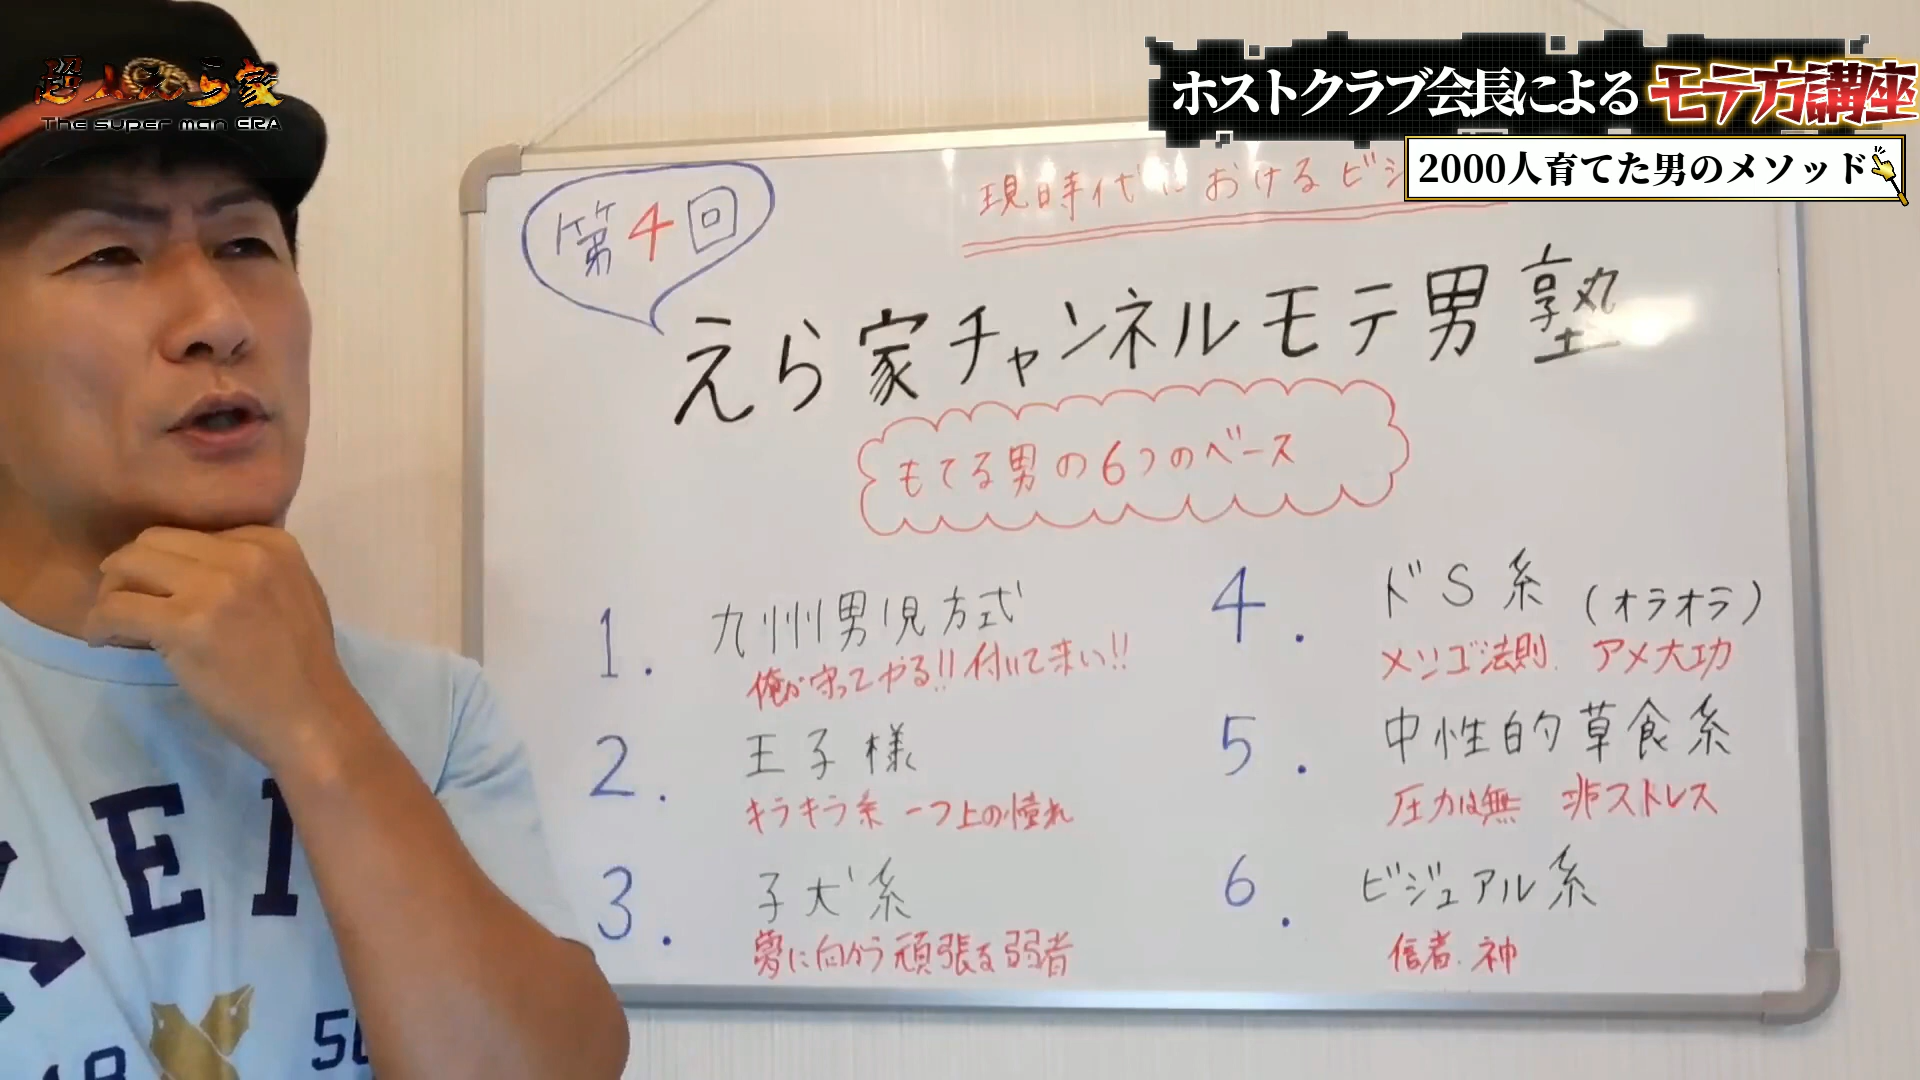 超人えら家
The super man ERA
ホストクラブ会長によるモテ方講座
2000人育てた男のメソッド
現時代におけるビジ
第4回
えら家チャンネルモテ男塾
もてる男の6つのベース
1. 九州男児方式
俺が守ってやる!!付いて来い!!
2. 王子様
キラキラ系 一つ上の憧れ
3. 子犬系
夢に向かう頑張る弱者
4. ドS系（オラオラ）
メリゴ法則. アメ大功
5. 中性的草食系
圧力は無 非ストレス
6. ビジュアル系
信者.神
KEI
48
50